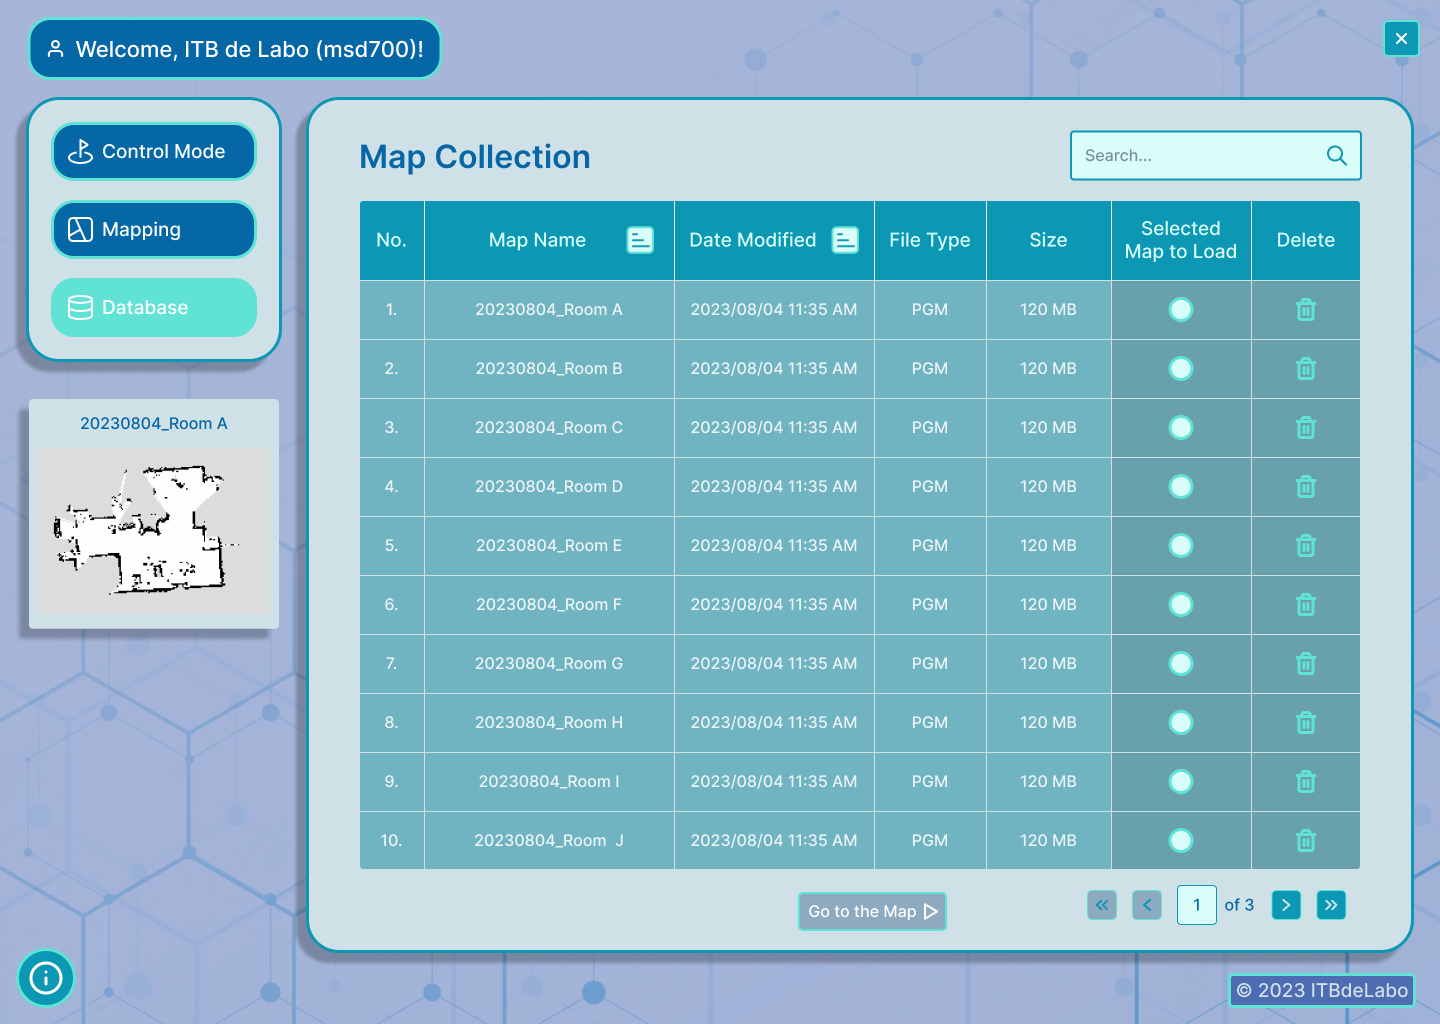 Welcome, ITB de Labo (msd700)!
Control Mode
Mapping
Database
20230804_Room A
Map Collection
Search...
No. Map Name Date Modified File Type Size Selected Map to Load Delete
1. 20230804_Room A 2023/08/04 11:35 AM PGM 120 MB
2. 20230804_Room B 2023/08/04 11:35 AM PGM 120 MB
3. 20230804_Room C 2023/08/04 11:35 AM PGM 120 MB
4. 20230804_Room D 2023/08/04 11:35 AM PGM 120 MB
5. 20230804_Room E 2023/08/04 11:35 AM PGM 120 MB
6. 20230804_Room F 2023/08/04 11:35 AM PGM 120 MB
7. 20230804_Room G 2023/08/04 11:35 AM PGM 120 MB
8. 20230804_Room H 2023/08/04 11:35 AM PGM 120 MB
9. 20230804_Room I 2023/08/04 11:35 AM PGM 120 MB
10. 20230804_Room J 2023/08/04 11:35 AM PGM 120 MB
Go to the Map
1 of 3
© 2023 ITBdeLabo